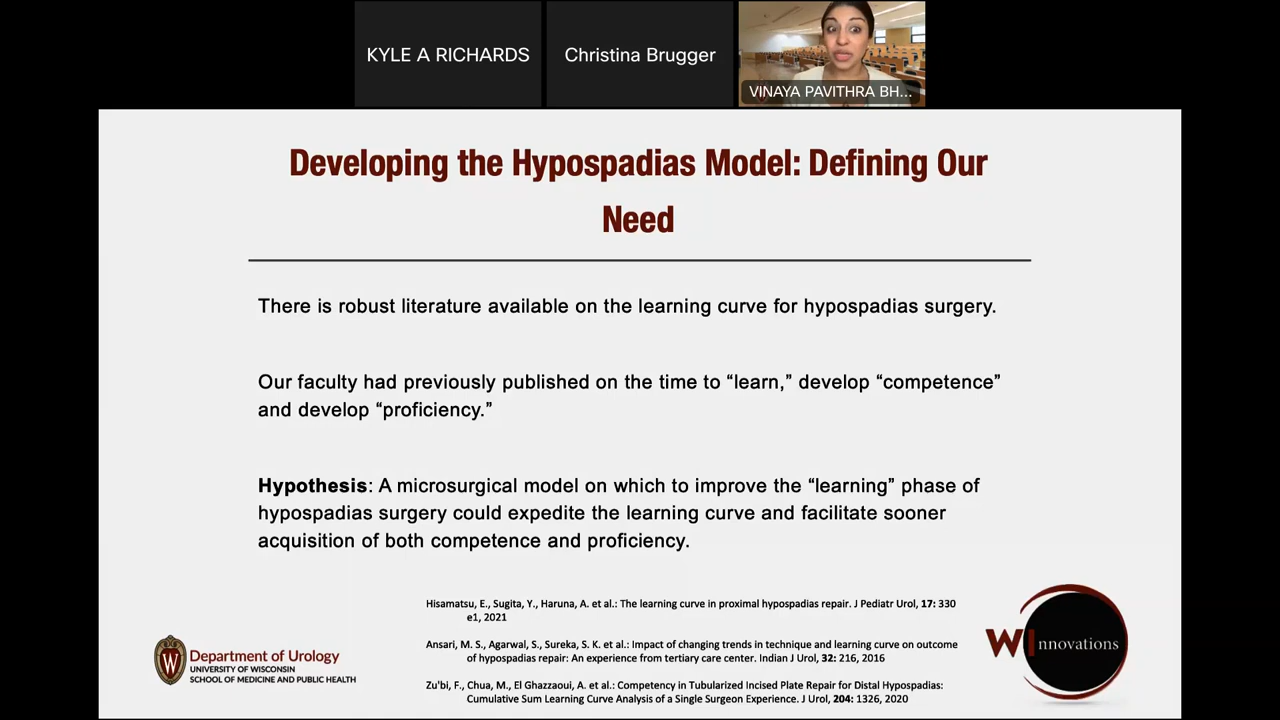 KYLE A RICHARDS
Christina Brugger
VINAYA PAVITHRA BH...
Developing the Hypospadias Model: Defining Our
Need
There is robust literature available on the learning curve for hypospadias surgery.
Our faculty had previously published on the time to “learn,” develop “competence”
and develop “proficiency.”
Hypothesis: A microsurgical model on which to improve the “learning” phase of
hypospadias surgery could expedite the learning curve and facilitate sooner
acquisition of both competence and proficiency.
Hisamatsu, E., Sugita, Y., Haruna, A. et al.: The learning curve in proximal hypospadias repair. J Pediatr Urol, 17: 330
e1, 2021
Ansari, M. S., Agarwal, S., Sureka, S. K. et al.: Impact of changing trends in technique and learning curve on outcome
of hypospadias repair: An experience from tertiary care center. Indian J Urol, 32: 216, 2016
Zu'bi, F., Chua, M., El Ghazzaoui, A. et al.: Competency in Tubularized Incised Plate Repair for Distal Hypospadias:
Cumulative Sum Learning Curve Analysis of a Single Surgeon Experience. J Urol, 204: 1326, 2020
W
Department of Urology
UNIVERSITY OF WISCONSIN
SCHOOL OF MEDICINE AND PUBLIC HEALTH
WInnovations